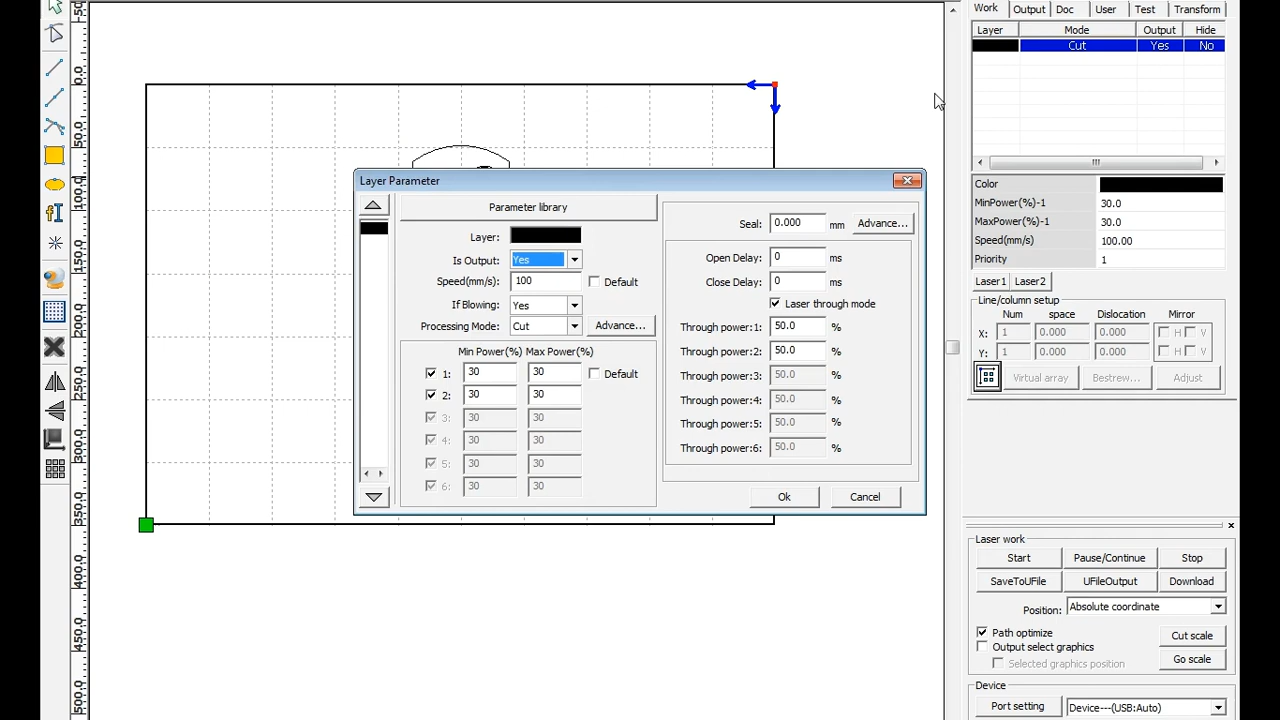 Work Output Doc User Test Transform
Layer Mode Output Hide
Cut Yes No
Color
MinPower(%)-1 30.0
MaxPower(%)-1 30.0
Speed(mm/s) 100.00
Priority 1
Laser1 Laser2
Line/column setup
Num space Dislocation Mirror
X: 1 0.000 0.000 H V
Y: 1 0.000 0.000 H V
Virtual array Bestrew... Adjust
Layer Parameter
Parameter library
Layer:
Is Output: Yes
Speed(mm/s): 100 Default
If Blowing: Yes
Processing Mode: Cut Advance...
Min Power(%) Max Power(%)
1: 30 30 Default
2: 30 30
3: 30 30
4: 30 30
5: 30 30
6: 30 30
Seal: 0.000 mm Advance...
Open Delay: 0 ms
Close Delay: 0 ms
Laser through mode
Through power:1: 50.0 %
Through power:2: 50.0 %
Through power:3: 50.0 %
Through power:4: 50.0 %
Through power:5: 50.0 %
Through power:6: 50.0 %
Ok Cancel
0.0
50.0
100.0
150.0
200.0
250.0
300.0
350.0
400.0
450.0
500.0
Laser work
Start Pause/Continue Stop
SaveToUFile UFileOutput Download
Position: Absolute coordinate
Path optimize
Output select graphics
Selected graphics position
Cut scale
Go scale
Device
Port setting Device---(USB:Auto)